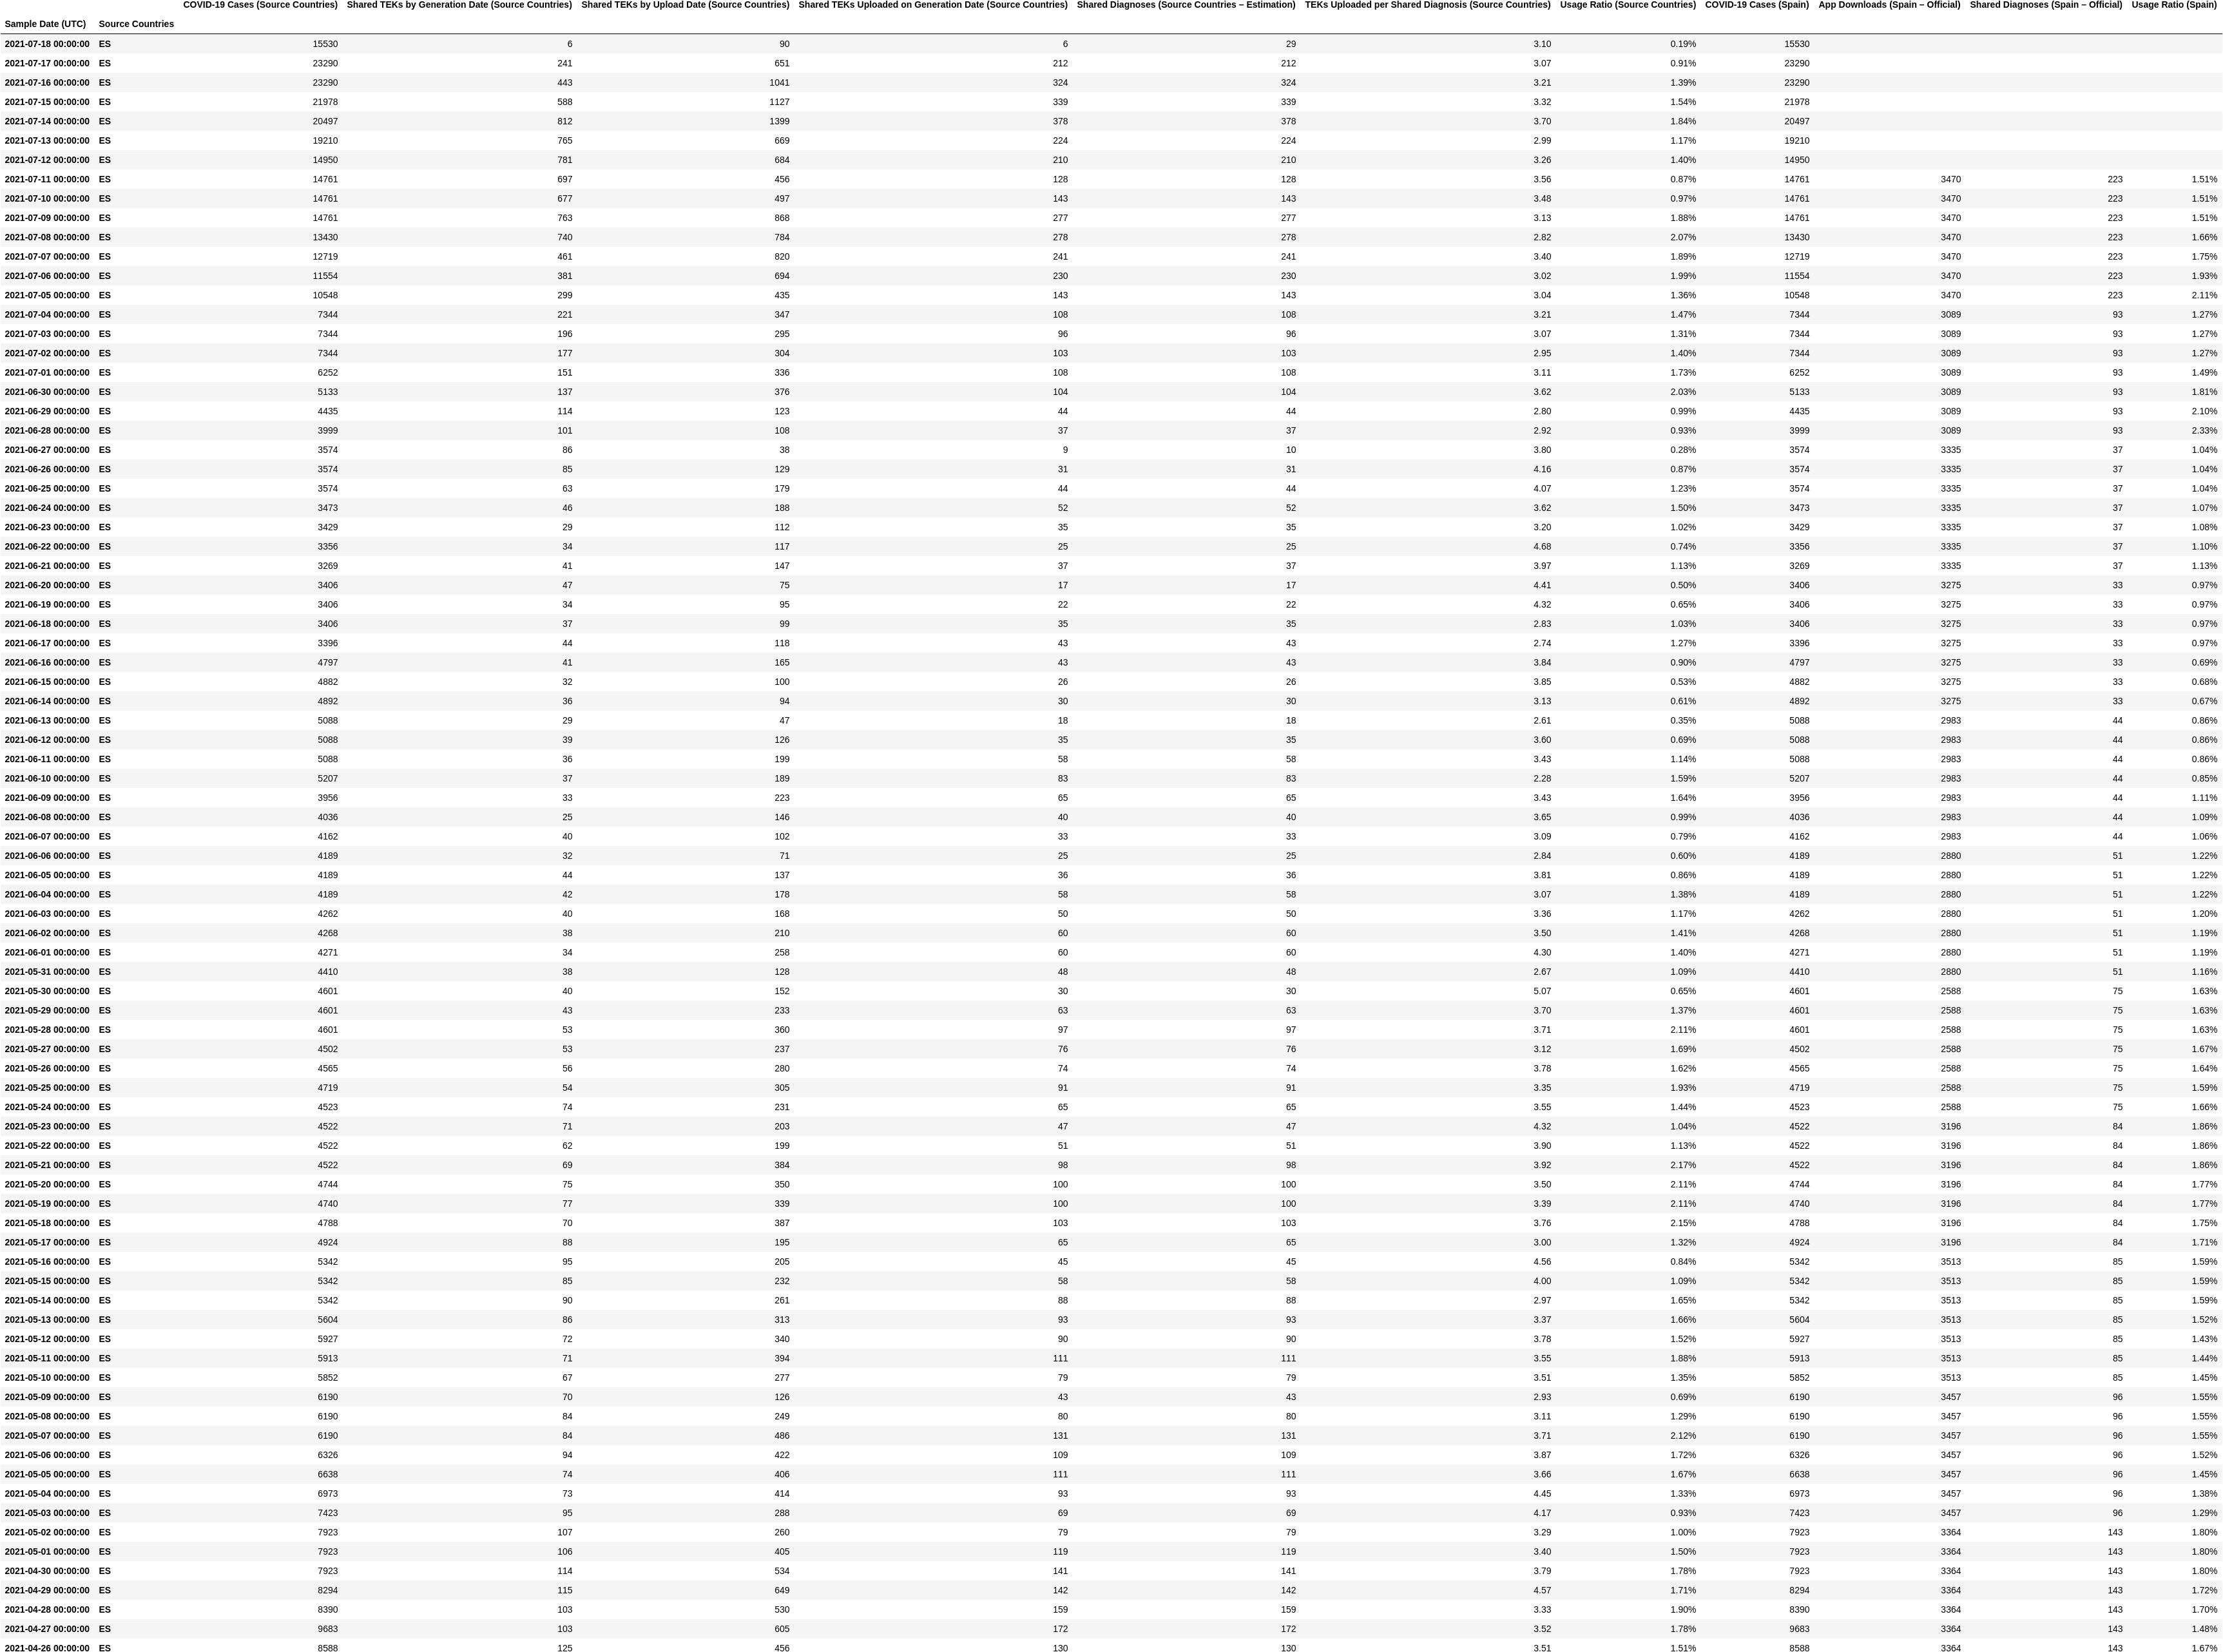 COVID-19 Cases (Source Countries) Shared TEKs by Generation Date (Source Countries) Shared TEKs by Upload Date (Source Countries) Shared TEKs Uploaded on Generation Date (Source Countries) Shared Diagnoses (Source Countries – Estimation) TEKs Uploaded per Shared Diagnosis (Source Countries) Usage Ratio (Source Countries) COVID-19 Cases (Spain) App Downloads (Spain – Official) Shared Diagnoses (Spain – Official) Usage Ratio (Spain)
Sample Date (UTC) Source Countries
2021-07-18 00:00:00 ES 15530 6 90 6 29 3.10 0.19% 15530
2021-07-17 00:00:00 ES 23290 241 651 212 212 3.07 0.91% 23290
2021-07-16 00:00:00 ES 23290 443 1041 324 324 3.21 1.39% 23290
2021-07-15 00:00:00 ES 21978 588 1127 339 339 3.32 1.54% 21978
2021-07-14 00:00:00 ES 20497 812 1399 378 378 3.70 1.84% 20497
2021-07-13 00:00:00 ES 19210 765 669 224 224 2.99 1.17% 19210
2021-07-12 00:00:00 ES 14950 781 684 210 210 3.26 1.40% 14950
2021-07-11 00:00:00 ES 14761 697 456 128 128 3.56 0.87% 14761 3470 223 1.51%
2021-07-10 00:00:00 ES 14761 677 497 143 143 3.48 0.97% 14761 3470 223 1.51%
2021-07-09 00:00:00 ES 14761 763 868 277 277 3.13 1.88% 14761 3470 223 1.51%
2021-07-08 00:00:00 ES 13430 740 784 278 278 2.82 2.07% 13430 3470 223 1.66%
2021-07-07 00:00:00 ES 12719 461 820 241 241 3.40 1.89% 12719 3470 223 1.75%
2021-07-06 00:00:00 ES 11554 381 694 230 230 3.02 1.99% 11554 3470 223 1.93%
2021-07-05 00:00:00 ES 10548 299 435 143 143 3.04 1.36% 10548 3470 223 2.11%
2021-07-04 00:00:00 ES 7344 221 347 108 108 3.21 1.47% 7344 3089 93 1.27%
2021-07-03 00:00:00 ES 7344 196 295 96 96 3.07 1.31% 7344 3089 93 1.27%
2021-07-02 00:00:00 ES 7344 177 304 103 103 2.95 1.40% 7344 3089 93 1.27%
2021-07-01 00:00:00 ES 6252 151 336 108 108 3.11 1.73% 6252 3089 93 1.49%
2021-06-30 00:00:00 ES 5133 137 376 104 104 3.62 2.03% 5133 3089 93 1.81%
2021-06-29 00:00:00 ES 4435 114 123 44 44 2.80 0.99% 4435 3089 93 2.10%
2021-06-28 00:00:00 ES 3999 101 108 37 37 2.92 0.93% 3999 3089 93 2.33%
2021-06-27 00:00:00 ES 3574 86 38 9 10 3.80 0.28% 3574 3335 37 1.04%
2021-06-26 00:00:00 ES 3574 85 129 31 31 4.16 0.87% 3574 3335 37 1.04%
2021-06-25 00:00:00 ES 3574 63 179 44 44 4.07 1.23% 3574 3335 37 1.04%
2021-06-24 00:00:00 ES 3473 46 188 52 52 3.62 1.50% 3473 3335 37 1.07%
2021-06-23 00:00:00 ES 3429 29 112 35 35 3.20 1.02% 3429 3335 37 1.08%
2021-06-22 00:00:00 ES 3356 34 117 25 25 4.68 0.74% 3356 3335 37 1.10%
2021-06-21 00:00:00 ES 3269 41 147 37 37 3.97 1.13% 3269 3335 37 1.13%
2021-06-20 00:00:00 ES 3406 47 75 17 17 4.41 0.50% 3406 3275 33 0.97%
2021-06-19 00:00:00 ES 3406 34 95 22 22 4.32 0.65% 3406 3275 33 0.97%
2021-06-18 00:00:00 ES 3406 37 99 35 35 2.83 1.03% 3406 3275 33 0.97%
2021-06-17 00:00:00 ES 3396 44 118 43 43 2.74 1.27% 3396 3275 33 0.97%
2021-06-16 00:00:00 ES 4797 41 165 43 43 3.84 0.90% 4797 3275 33 0.69%
2021-06-15 00:00:00 ES 4882 32 100 26 26 3.85 0.53% 4882 3275 33 0.68%
2021-06-14 00:00:00 ES 4892 36 94 30 30 3.13 0.61% 4892 3275 33 0.67%
2021-06-13 00:00:00 ES 5088 29 47 18 18 2.61 0.35% 5088 2983 44 0.86%
2021-06-12 00:00:00 ES 5088 39 126 35 35 3.60 0.69% 5088 2983 44 0.86%
2021-06-11 00:00:00 ES 5088 36 199 58 58 3.43 1.14% 5088 2983 44 0.86%
2021-06-10 00:00:00 ES 5207 37 189 83 83 2.28 1.59% 5207 2983 44 0.85%
2021-06-09 00:00:00 ES 3956 33 223 65 65 3.43 1.64% 3956 2983 44 1.11%
2021-06-08 00:00:00 ES 4036 25 146 40 40 3.65 0.99% 4036 2983 44 1.09%
2021-06-07 00:00:00 ES 4162 40 102 33 33 3.09 0.79% 4162 2983 44 1.06%
2021-06-06 00:00:00 ES 4189 32 71 25 25 2.84 0.60% 4189 2880 51 1.22%
2021-06-05 00:00:00 ES 4189 44 137 36 36 3.81 0.86% 4189 2880 51 1.22%
2021-06-04 00:00:00 ES 4189 42 178 58 58 3.07 1.38% 4189 2880 51 1.22%
2021-06-03 00:00:00 ES 4262 40 168 50 50 3.36 1.17% 4262 2880 51 1.20%
2021-06-02 00:00:00 ES 4268 38 210 60 60 3.50 1.41% 4268 2880 51 1.19%
2021-06-01 00:00:00 ES 4271 34 258 60 60 4.30 1.40% 4271 2880 51 1.19%
2021-05-31 00:00:00 ES 4410 38 128 48 48 2.67 1.09% 4410 2880 51 1.16%
2021-05-30 00:00:00 ES 4601 40 152 30 30 5.07 0.65% 4601 2588 75 1.63%
2021-05-29 00:00:00 ES 4601 43 233 63 63 3.70 1.37% 4601 2588 75 1.63%
2021-05-28 00:00:00 ES 4601 53 360 97 97 3.71 2.11% 4601 2588 75 1.63%
2021-05-27 00:00:00 ES 4502 53 237 76 76 3.12 1.69% 4502 2588 75 1.67%
2021-05-26 00:00:00 ES 4565 56 280 74 74 3.78 1.62% 4565 2588 75 1.64%
2021-05-25 00:00:00 ES 4719 54 305 91 91 3.35 1.93% 4719 2588 75 1.59%
2021-05-24 00:00:00 ES 4523 74 231 65 65 3.55 1.44% 4523 2588 75 1.66%
2021-05-23 00:00:00 ES 4522 71 203 47 47 4.32 1.04% 4522 3196 84 1.86%
2021-05-22 00:00:00 ES 4522 62 199 51 51 3.90 1.13% 4522 3196 84 1.86%
2021-05-21 00:00:00 ES 4522 69 384 98 98 3.92 2.17% 4522 3196 84 1.86%
2021-05-20 00:00:00 ES 4744 75 350 100 100 3.50 2.11% 4744 3196 84 1.77%
2021-05-19 00:00:00 ES 4740 77 339 100 100 3.39 2.11% 4740 3196 84 1.77%
2021-05-18 00:00:00 ES 4788 70 387 103 103 3.76 2.15% 4788 3196 84 1.75%
2021-05-17 00:00:00 ES 4924 88 195 65 65 3.00 1.32% 4924 3196 84 1.71%
2021-05-16 00:00:00 ES 5342 95 205 45 45 4.56 0.84% 5342 3513 85 1.59%
2021-05-15 00:00:00 ES 5342 85 232 58 58 4.00 1.09% 5342 3513 85 1.59%
2021-05-14 00:00:00 ES 5342 90 261 88 88 2.97 1.65% 5342 3513 85 1.59%
2021-05-13 00:00:00 ES 5604 86 313 93 93 3.37 1.66% 5604 3513 85 1.52%
2021-05-12 00:00:00 ES 5927 72 340 90 90 3.78 1.52% 5927 3513 85 1.43%
2021-05-11 00:00:00 ES 5913 71 394 111 111 3.55 1.88% 5913 3513 85 1.44%
2021-05-10 00:00:00 ES 5852 67 277 79 79 3.51 1.35% 5852 3513 85 1.45%
2021-05-09 00:00:00 ES 6190 70 126 43 43 2.93 0.69% 6190 3457 96 1.55%
2021-05-08 00:00:00 ES 6190 84 249 80 80 3.11 1.29% 6190 3457 96 1.55%
2021-05-07 00:00:00 ES 6190 84 486 131 131 3.71 2.12% 6190 3457 96 1.55%
2021-05-06 00:00:00 ES 6326 94 422 109 109 3.87 1.72% 6326 3457 96 1.52%
2021-05-05 00:00:00 ES 6638 74 406 111 111 3.66 1.67% 6638 3457 96 1.45%
2021-05-04 00:00:00 ES 6973 73 414 93 93 4.45 1.33% 6973 3457 96 1.38%
2021-05-03 00:00:00 ES 7423 95 288 69 69 4.17 0.93% 7423 3457 96 1.29%
2021-05-02 00:00:00 ES 7923 107 260 79 79 3.29 1.00% 7923 3364 143 1.80%
2021-05-01 00:00:00 ES 7923 106 405 119 119 3.40 1.50% 7923 3364 143 1.80%
2021-04-30 00:00:00 ES 7923 114 534 141 141 3.79 1.78% 7923 3364 143 1.80%
2021-04-29 00:00:00 ES 8294 115 649 142 142 4.57 1.71% 8294 3364 143 1.72%
2021-04-28 00:00:00 ES 8390 103 530 159 159 3.33 1.90% 8390 3364 143 1.70%
2021-04-27 00:00:00 ES 9683 103 605 172 172 3.52 1.78% 9683 3364 143 1.48%
2021-04-26 00:00:00 ES 8588 125 456 130 130 3.51 1.51% 8588 3364 143 1.67%